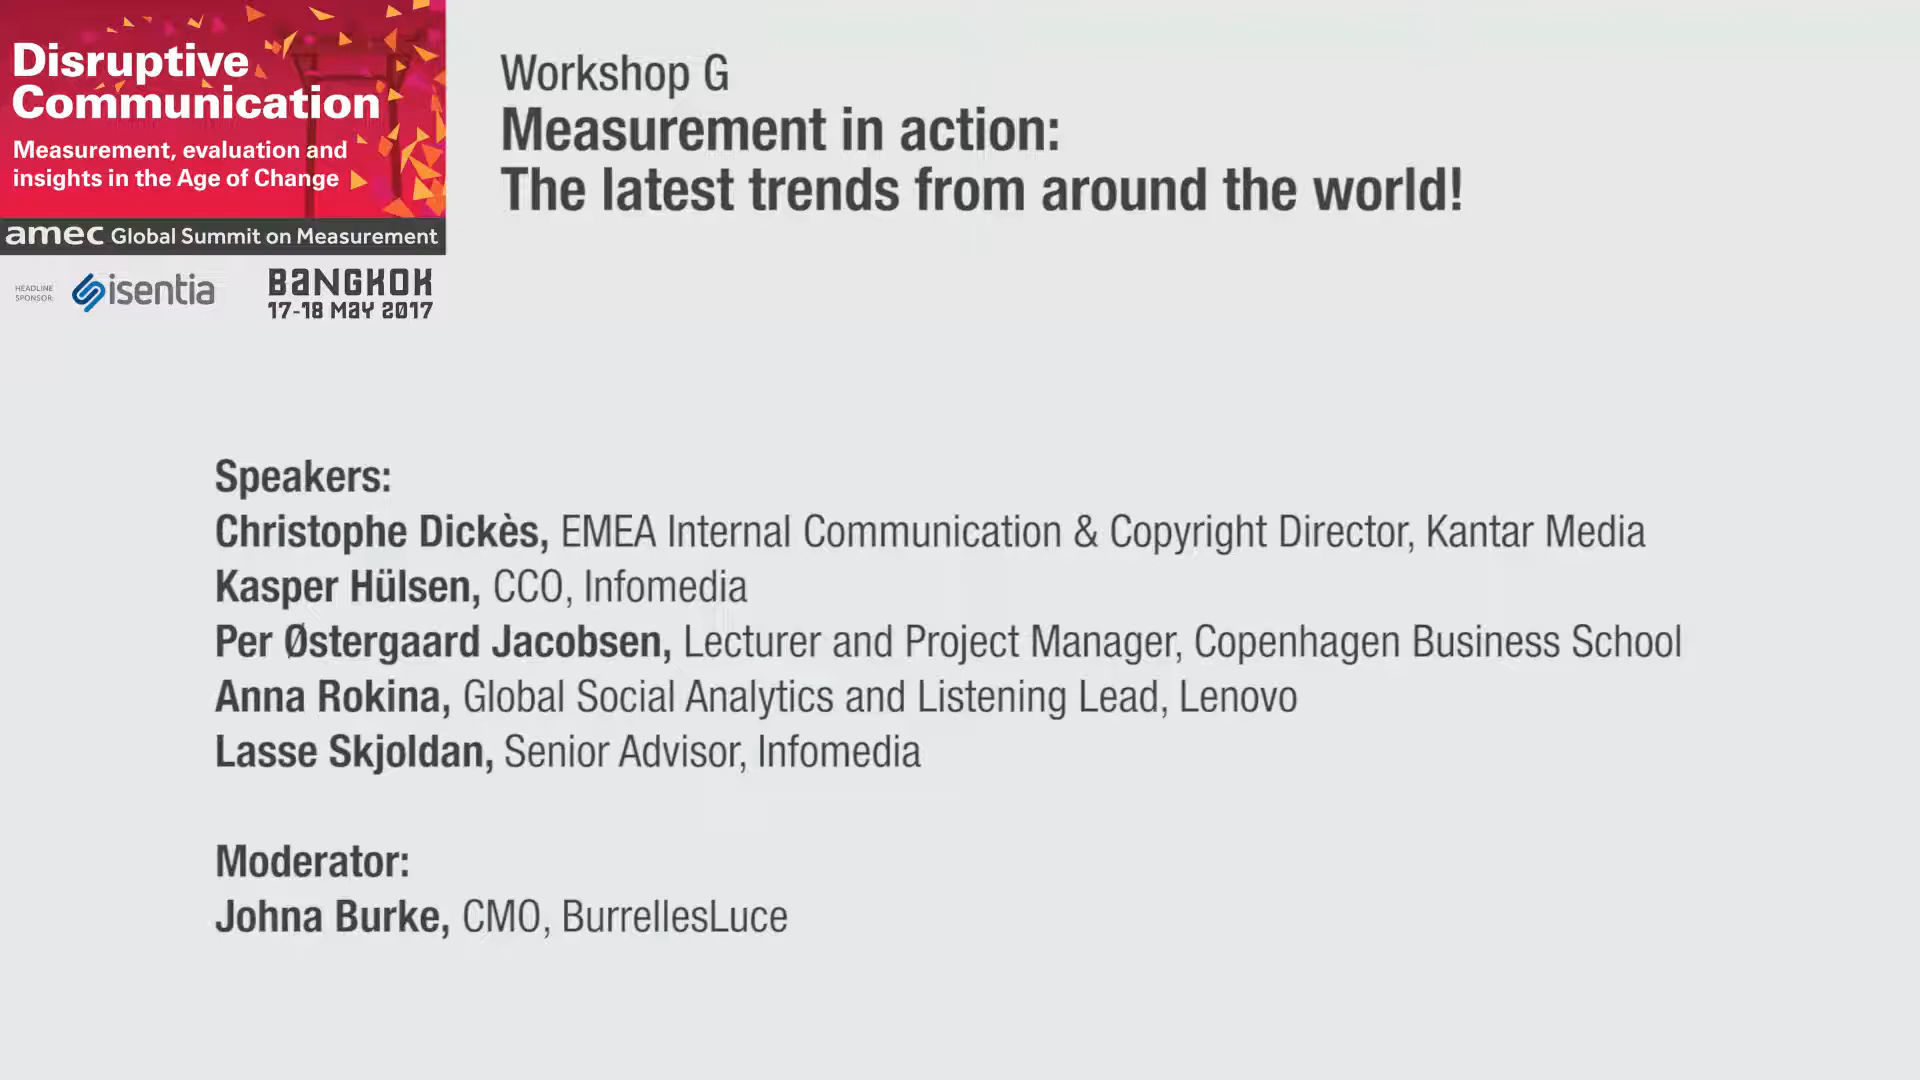 Disruptive
Communication
Measurement, evaluation and
insights in the Age of Change
amec Global Summit on Measurement
HEADLINE
SPONSOR
isentia
BANGKOK
17-18 MAY 2017
Workshop G
Measurement in action:
The latest trends from around the world!
Speakers:
Christophe Dickès, EMEA Internal Communication & Copyright Director, Kantar Media
Kasper Hülsen, CCO, Infomedia
Per Østergaard Jacobsen, Lecturer and Project Manager, Copenhagen Business School
Anna Rokina, Global Social Analytics and Listening Lead, Lenovo
Lasse Skjoldan, Senior Advisor, Infomedia
Moderator:
Johna Burke, CMO, BurrellesLuce